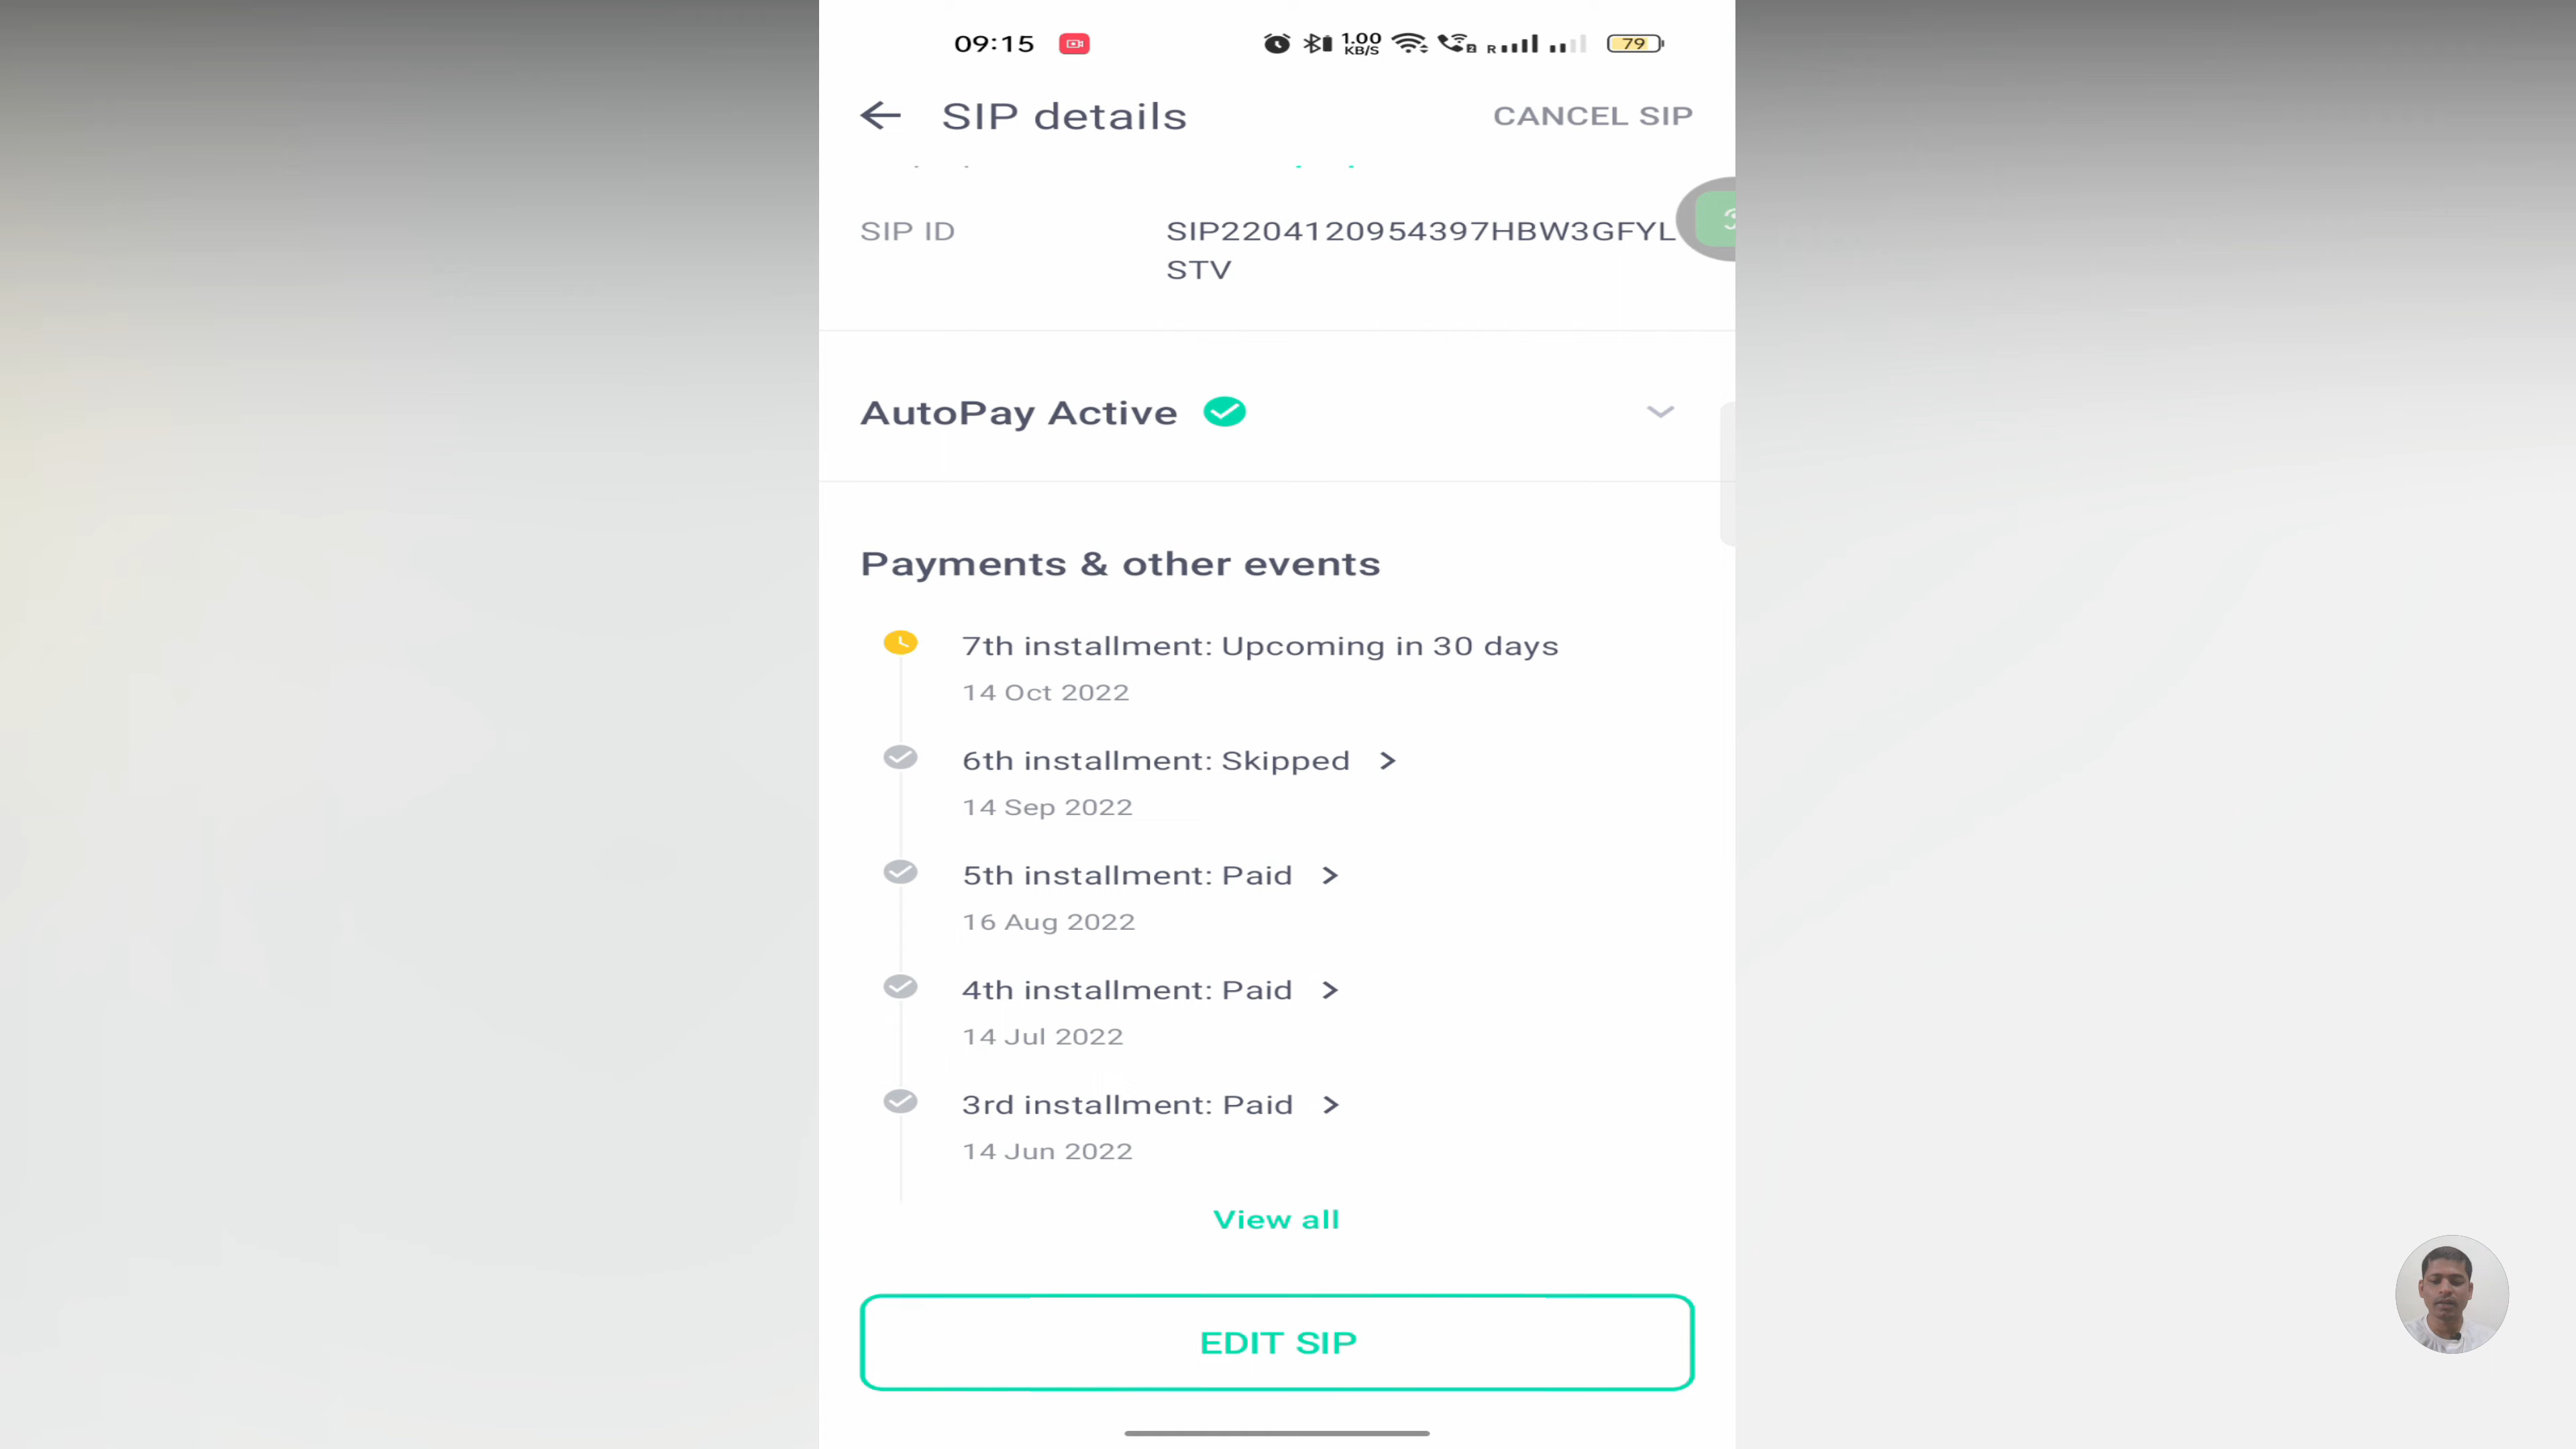 09:15
1.00
KB/S
2
R
79
SIP details
CANCEL SIP
SIP ID
SIP2204120954397HBW3GFYL
STV
AutoPay Active
Payments & other events
7th installment: Upcoming in 30 days
14 Oct 2022
6th installment: Skipped
14 Sep 2022
5th installment: Paid
16 Aug 2022
4th installment: Paid
14 Jul 2022
3rd installment: Paid
14 Jun 2022
View all
EDIT SIP